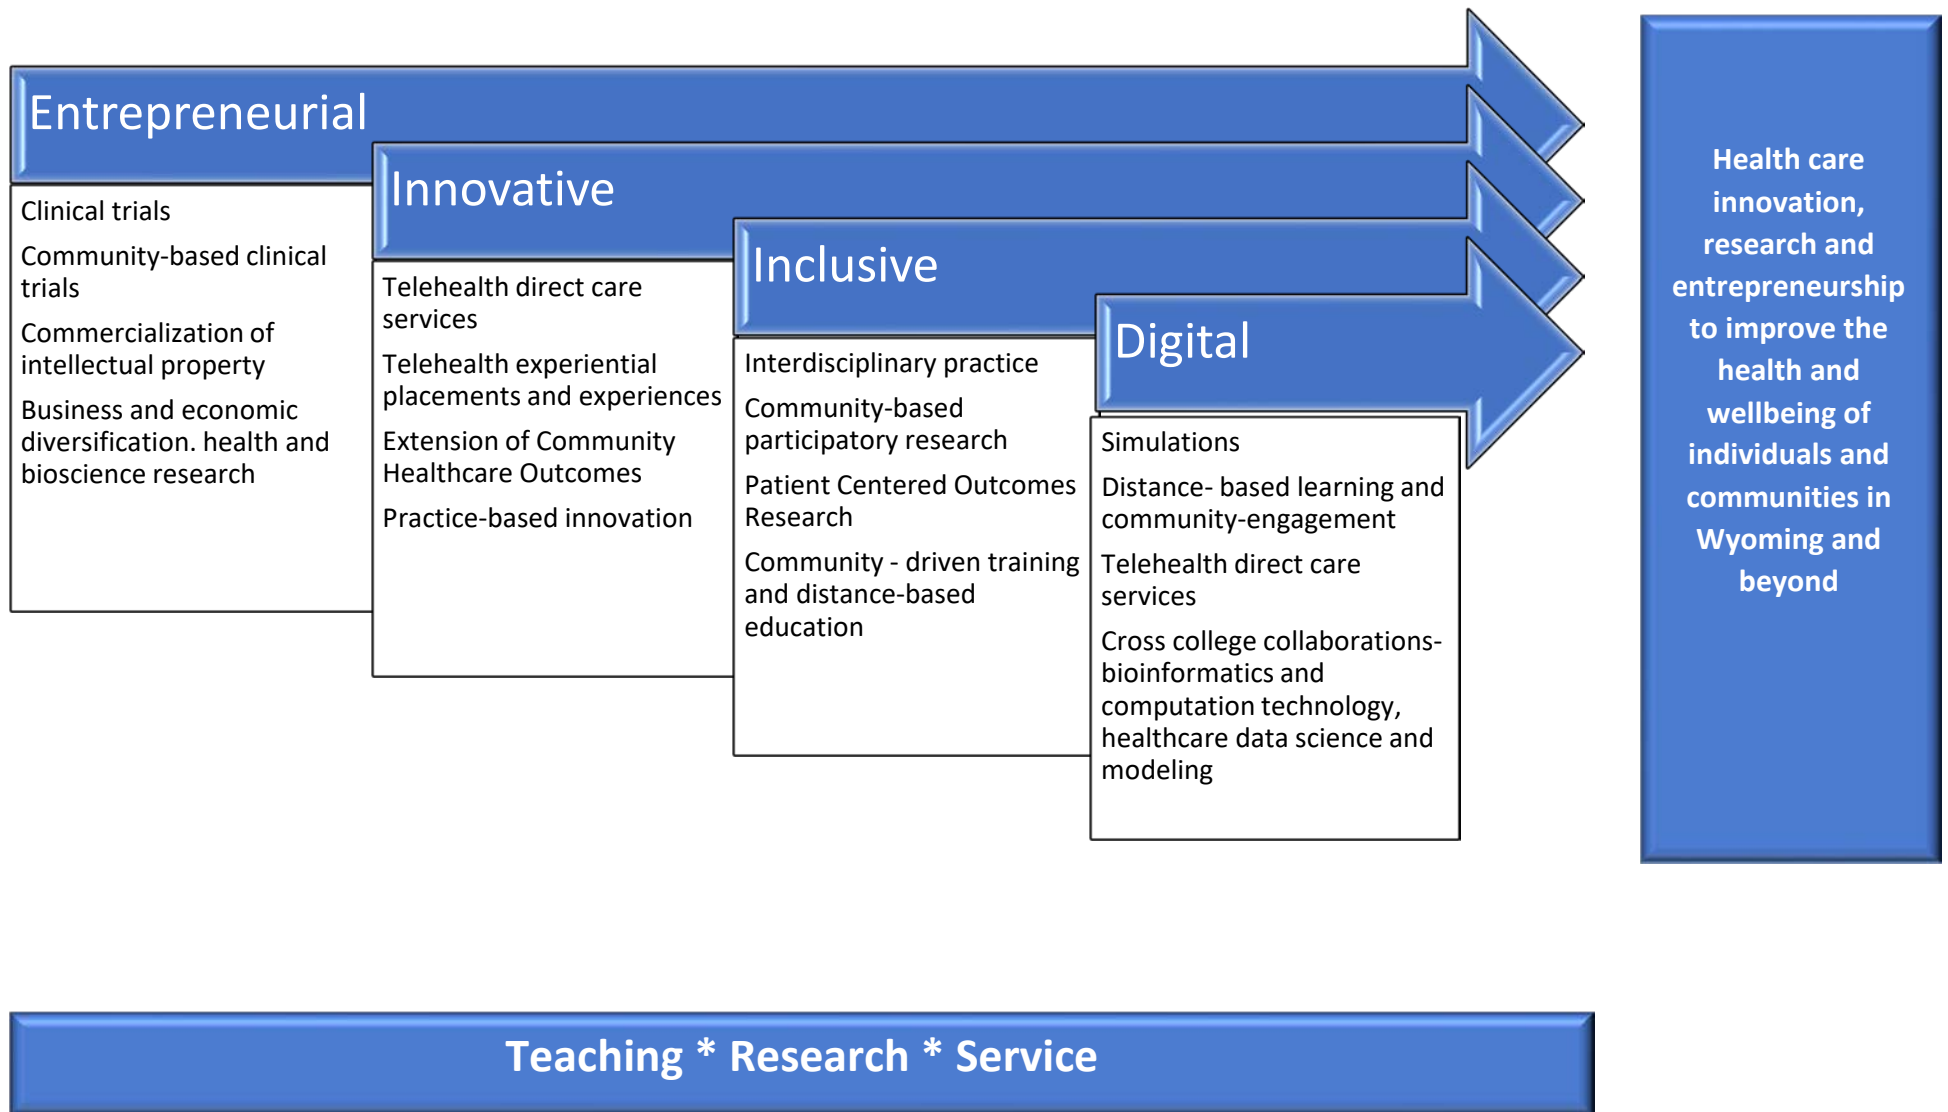 Entrepreneurial
Clinical trials
Community-based clinical
trials
Commercialization of
intellectual property
Business and economic
diversification. health and
bioscience research
Innovative
Telehealth direct care
services
Telehealth experiential
placements and experiences
Extension of Community
Healthcare Outcomes
Practice-based innovation
Inclusive
Interdisciplinary practice
Community-based
participatory research
Patient Centered Outcomes
Research
Community - driven training
and distance-based
education
Digital
Simulations
Distance- based learning and
community-engagement
Telehealth direct care
services
Cross college collaborations-
bioinformatics and
computation technology,
healthcare data science and
modeling
Health care
innovation,
research and
entrepreneurship
to improve the
health and
wellbeing of
individuals and
communities in
Wyoming and
beyond
Teaching * Research * Service